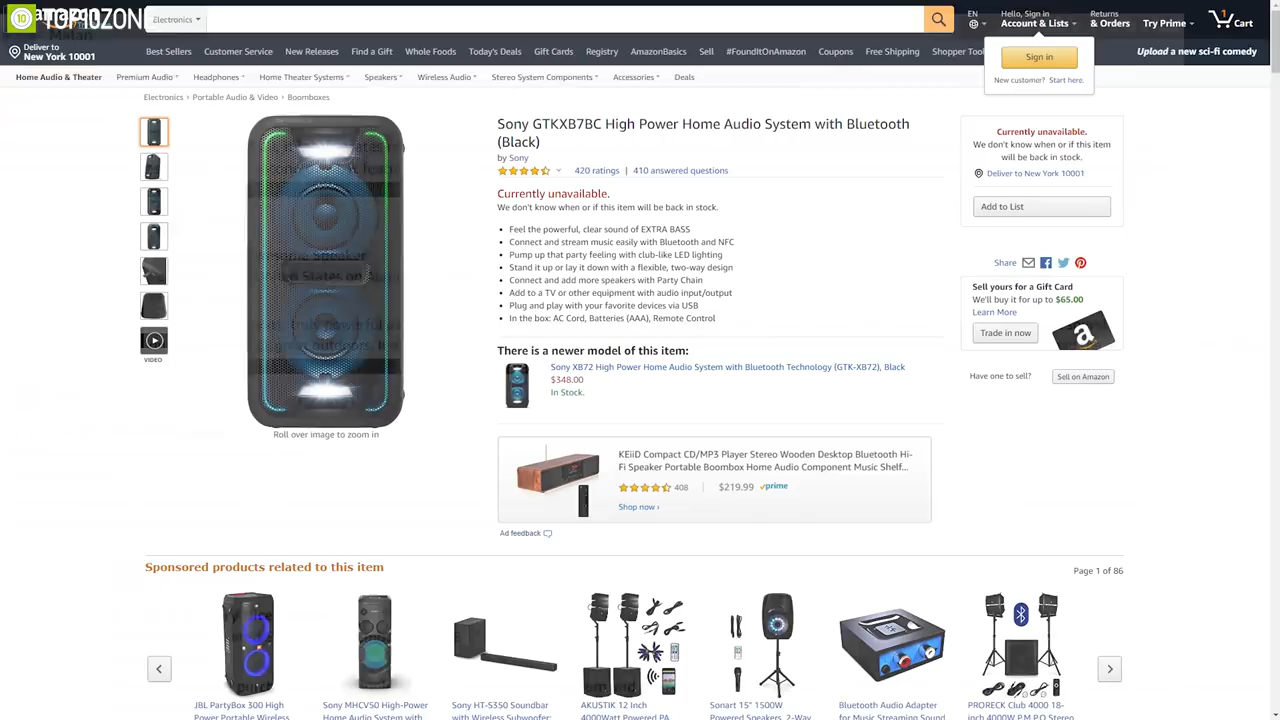 10 TOP10ZONE
Electronics
EN
Hello, Sign in
Account & Lists
Returns
& Orders
Try Prime
1
Cart
Deliver to
New York 10001
Best Sellers
Customer Service
New Releases
Find a Gift
Whole Foods
Today's Deals
Gift Cards
Registry
AmazonBasics
Sell
#FoundItOnAmazon
Coupons
Free Shipping
Shopper
Upload a new sci-fi comedy
Sign in
New customer? Start here.
Home Audio & Theater
Premium Audio
Headphones
Home Theater Systems
Speakers
Wireless Audio
Stereo System Components
Accessories
Deals
Electronics › Portable Audio & Video › Boomboxes
VIDEO
Roll over image to zoom in
Sony GTKXB7BC High Power Home Audio System with Bluetooth
(Black)
by Sony
420 ratings | 410 answered questions
Currently unavailable.
We don't know when or if this item will be back in stock.
• Feel the powerful, clear sound of EXTRA BASS
• Connect and stream music easily with Bluetooth and NFC
• Pump up that party feeling with club-like LED lighting
• Stand it up or lay it down with a flexible, two-way design
• Connect and add more speakers with Party Chain
• Add to a TV or other equipment with audio input/output
• Plug and play with your favorite devices via USB
• In the box: AC Cord, Batteries (AAA), Remote Control
There is a newer model of this item:
Sony XB72 High Power Home Audio System with Bluetooth Technology (GTK-XB72), Black
$348.00
In Stock.
KEiiD Compact CD/MP3 Player Stereo Wooden Desktop Bluetooth Hi-
Fi Speaker Portable Boombox Home Audio Component Music Shelf...
408 | $219.99 prime
Shop now ›
Ad feedback
Currently unavailable.
We don't know when or if this item
will be back in stock.
Deliver to New York 10001
Add to List
Share
Sell yours for a Gift Card
We'll buy it for up to $65.00
Learn More
Trade in now
a
Have one to sell?
Sell on Amazon
Sponsored products related to this item
Page 1 of 86
JBL PartyBox 300 High
Power Portable Wireless
Sony MHCV50 High-Power
Home Audio System with
Sony HT-S350 Soundbar
with Wireless Subwoofer:
AKUSTIK 12 Inch
4000Watt Powered PA
Sonart 15" 1500W
Powered Speakers, 2-Way
Bluetooth Audio Adapter
for Music Streaming Sound
PRORECK Club 4000 18-
inch 4000W P.M.P.O Stereo